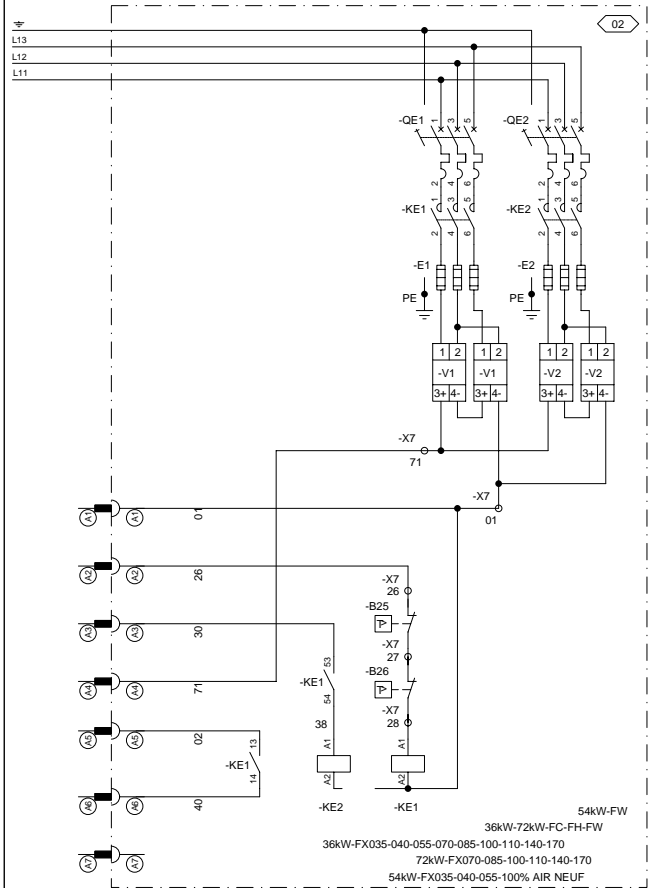 02
L13
L12
L11
-QE1 1 3 5
-QE2 1 3 5
2 4 6
2 4 6
-KE1 1 3 5
-KE2 1 3 5
2 4 6
2 4 6
-E1
-E2
PE
PE
1 2 1 2
1 2 1 2
-V1 -V1
-V2 -V2
3+ 4- 3+ 4-
3+ 4- 3+ 4-
-X7
71
-X7
01
A1 A1 01
A2 A2 26
-X7
26
-B25
P
A3 A3 30
-X7
27
-KE1 53
54
-B26
P
A4 A4 71
-X7
28
38
A5 A5 02
-KE1 13
14
A1
A2
A1
A2
A6 A6 40
-KE2
-KE1
A7 A7
54kW-FW
36kW-72kW-FC-FH-FW
36kW-FX035-040-055-070-085-100-110-140-170
72kW-FX070-085-100-110-140-170
54kW-FX035-040-055-100% AIR NEUF